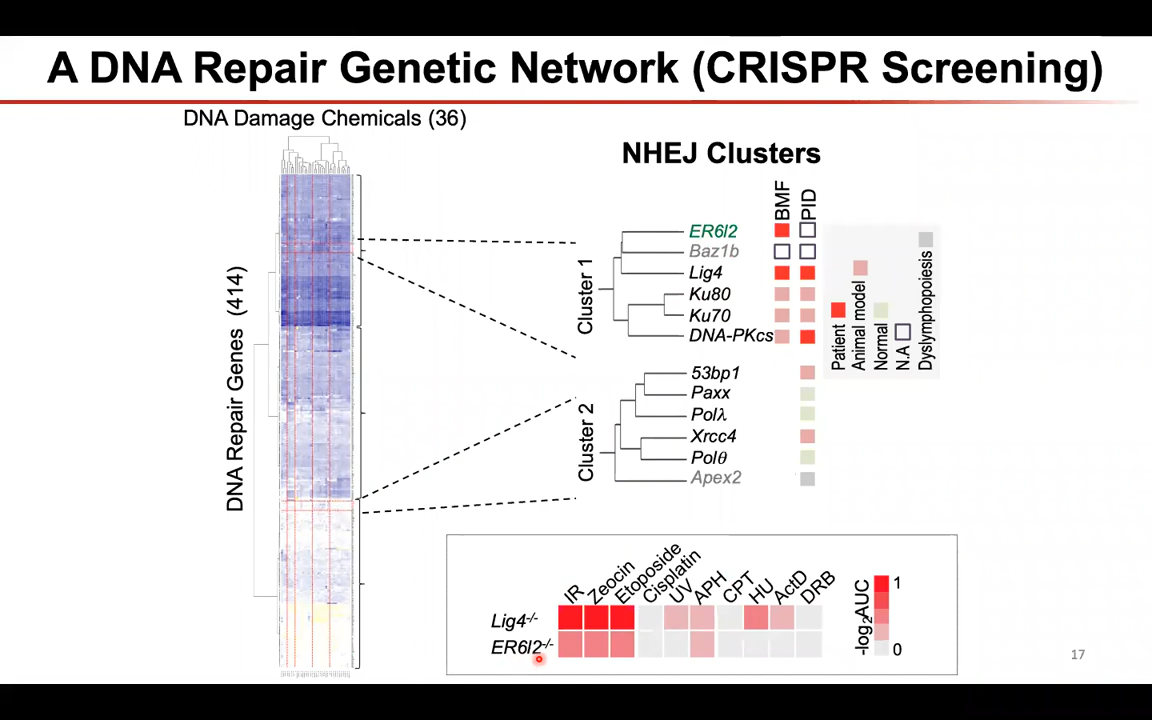 A DNA Repair Genetic Network (CRISPR Screening)
DNA Damage Chemicals (36)
DNA Repair Genes (414)
NHEJ Clusters
BMF
PID
Cluster 1
ER6l2
Baz1b
Lig4
Ku80
Ku70
DNA-PKcs
Cluster 2
53bp1
Paxx
Polλ
Xrcc4
Polθ
Apex2
Patient
Animal model
Normal
N.A
Dyslymphopoiesis
IR
Zeocin
Etoposide
Cisplatin
UV
APH
CPT
HU
ActD
DRB
Lig4-/-
ER6l2-/-
-log2AUC
1
0
17